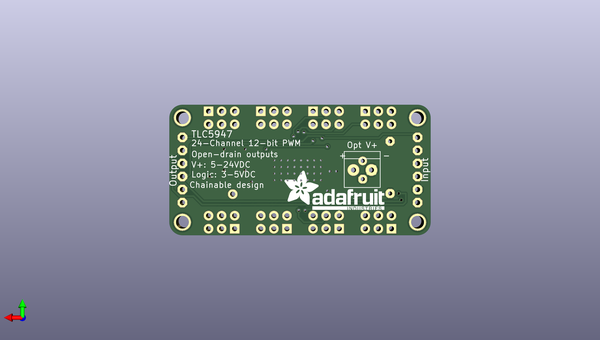 TLC5947
24-Channel 12-bit PWM
Open-drain outputs
V+: 5-24VDC
Logic: 3-5VDC
Chainable design
Output
Opt V+
+ -
Input
adafruit
INDUSTRIES